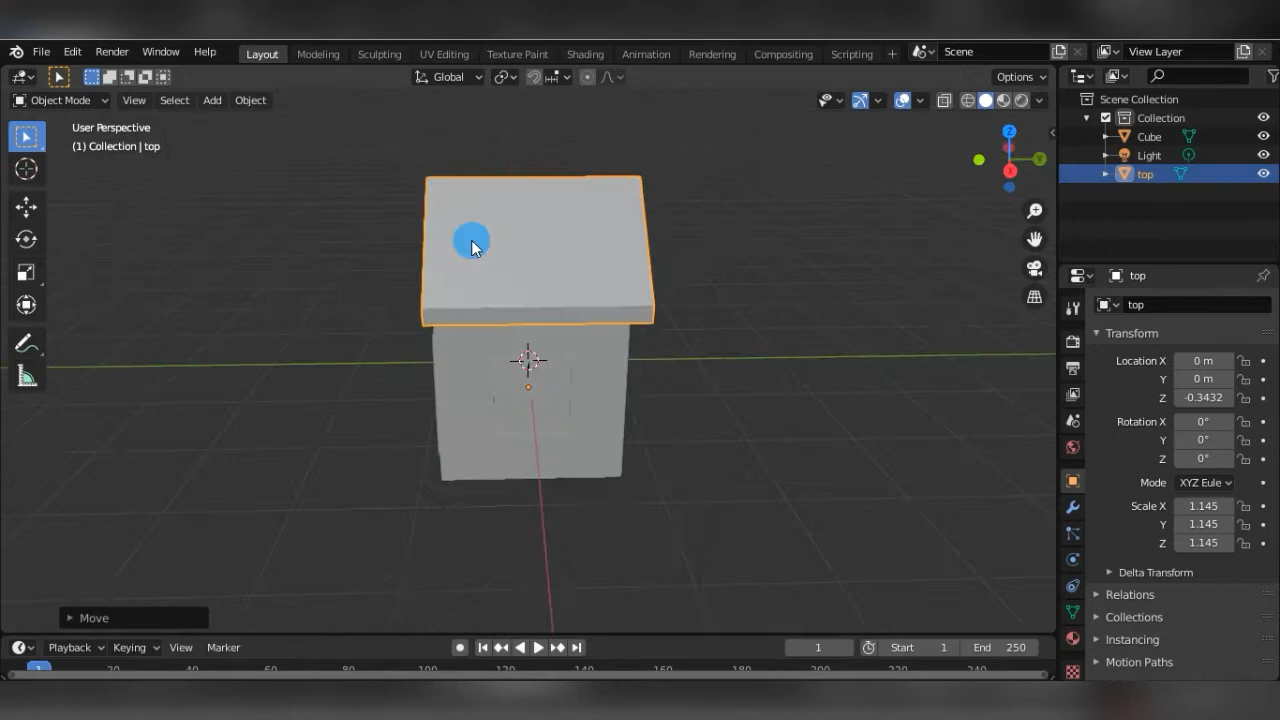 File Edit Render Window Help Layout Modeling Sculpting UV Editing Texture Paint Shading Animation Rendering Compositing Scripting + Scene View Layer
Global Options
Object Mode View Select Add Object
User Perspective
(1) Collection | top
Z
Y
X
Scene Collection
Collection
Cube
Light
top
top
top
Transform
Location X 0 m
Y 0 m
Z -0.3432
Rotation X 0°
Y 0°
Z 0°
Mode XYZ Eule
Scale X 1.145
Y 1.145
Z 1.145
Delta Transform
Relations
Collections
Instancing
Motion Paths
Move
Playback Keying View Marker 1 Start 1 End 250
1 20 40 60 80 100 120 140 160 180 200 220 240